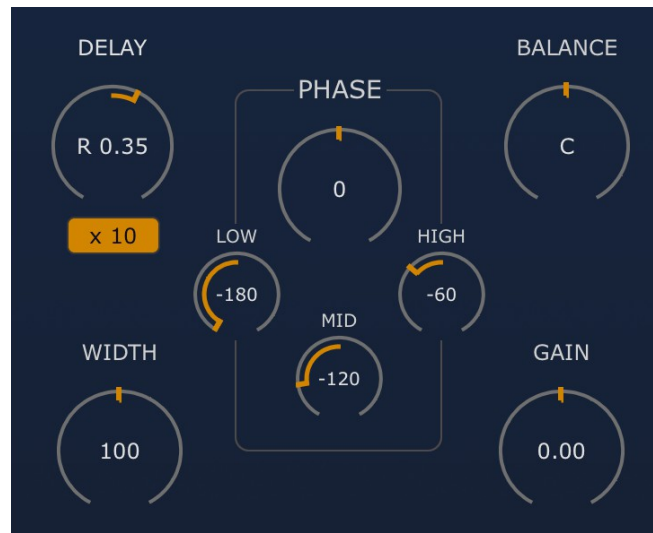 DELAY
BALANCE
PHASE
R 0.35
C
0
x 10
LOW
HIGH
-180
-60
MID
-120
WIDTH
GAIN
100
0.00